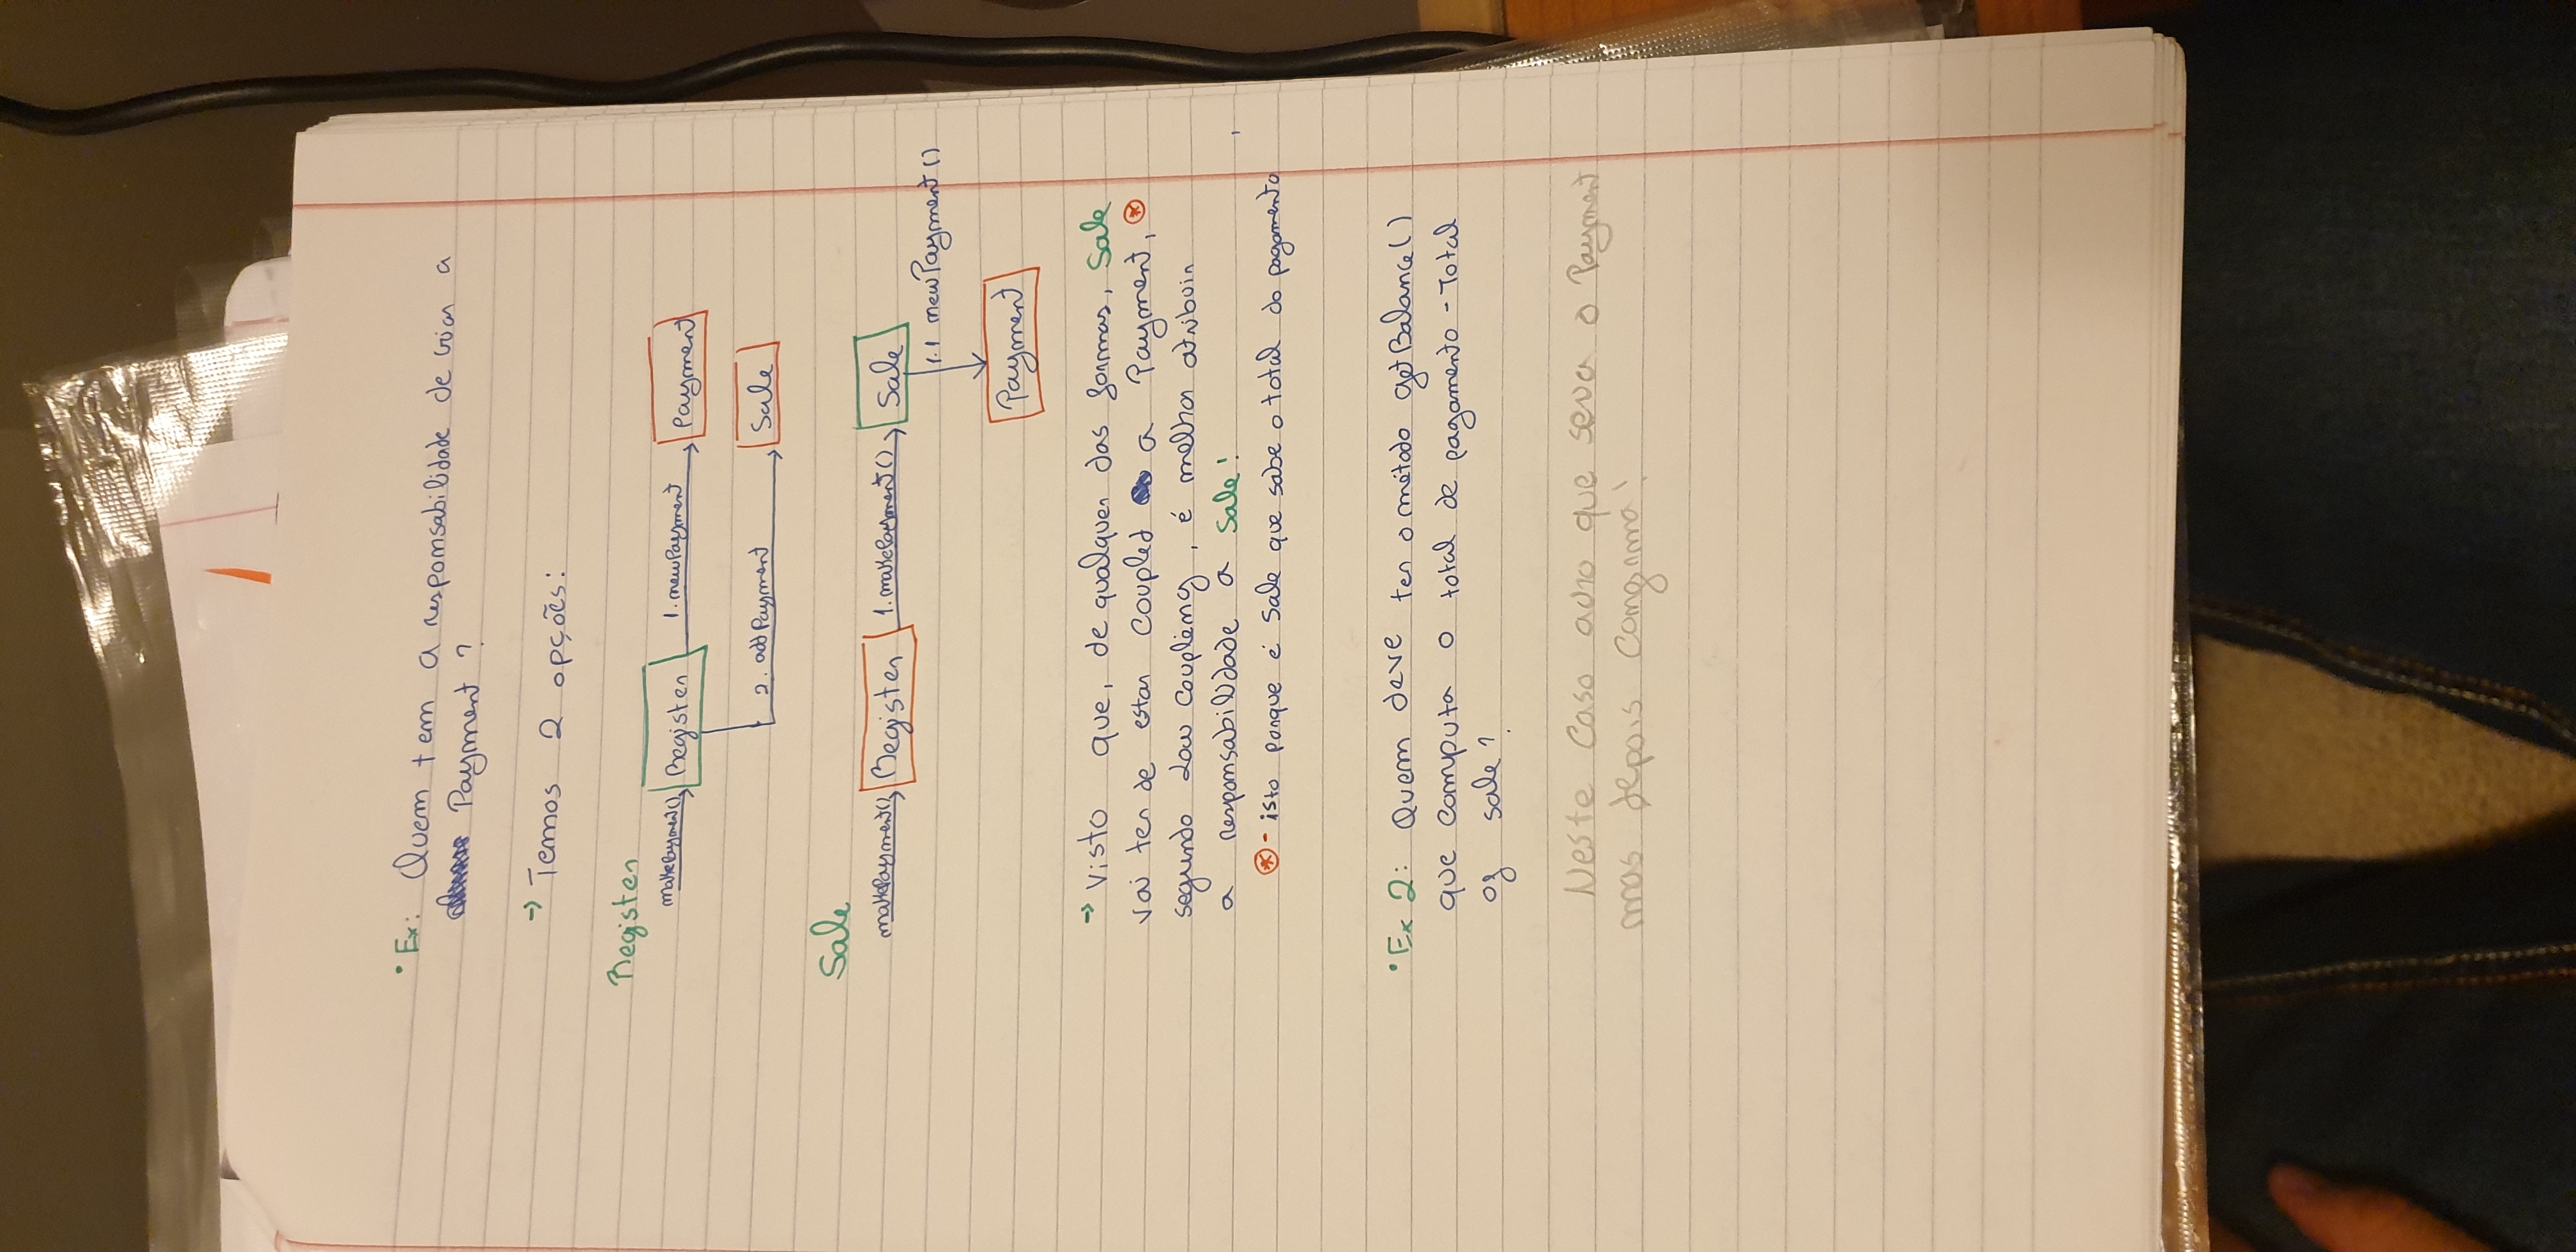 • Ex: Quem tem a responsabilidade de criar a
Payment ?
→ Temos 2 opções:
Register
makePayment() Register 1. newPayment Payment
2. addPayment Sale
Sale
makePayment() Register 1. makePayment() Sale
1.1 newPayment()
Payment
→ Visto que, de qualquer das formas, Sale
vai ter de estar coupled a Payment, *
segundo Low Coupling, é melhor atribuir
a responsabilidade a Sale!
* - isto porque é Sale que sabe o total do pagamento
• Ex 2: Quem deve ter o método getBalance()
que computa o total de pagamento - Total
of sale?
Neste caso acho que seria o Payment
mas depois confirma!